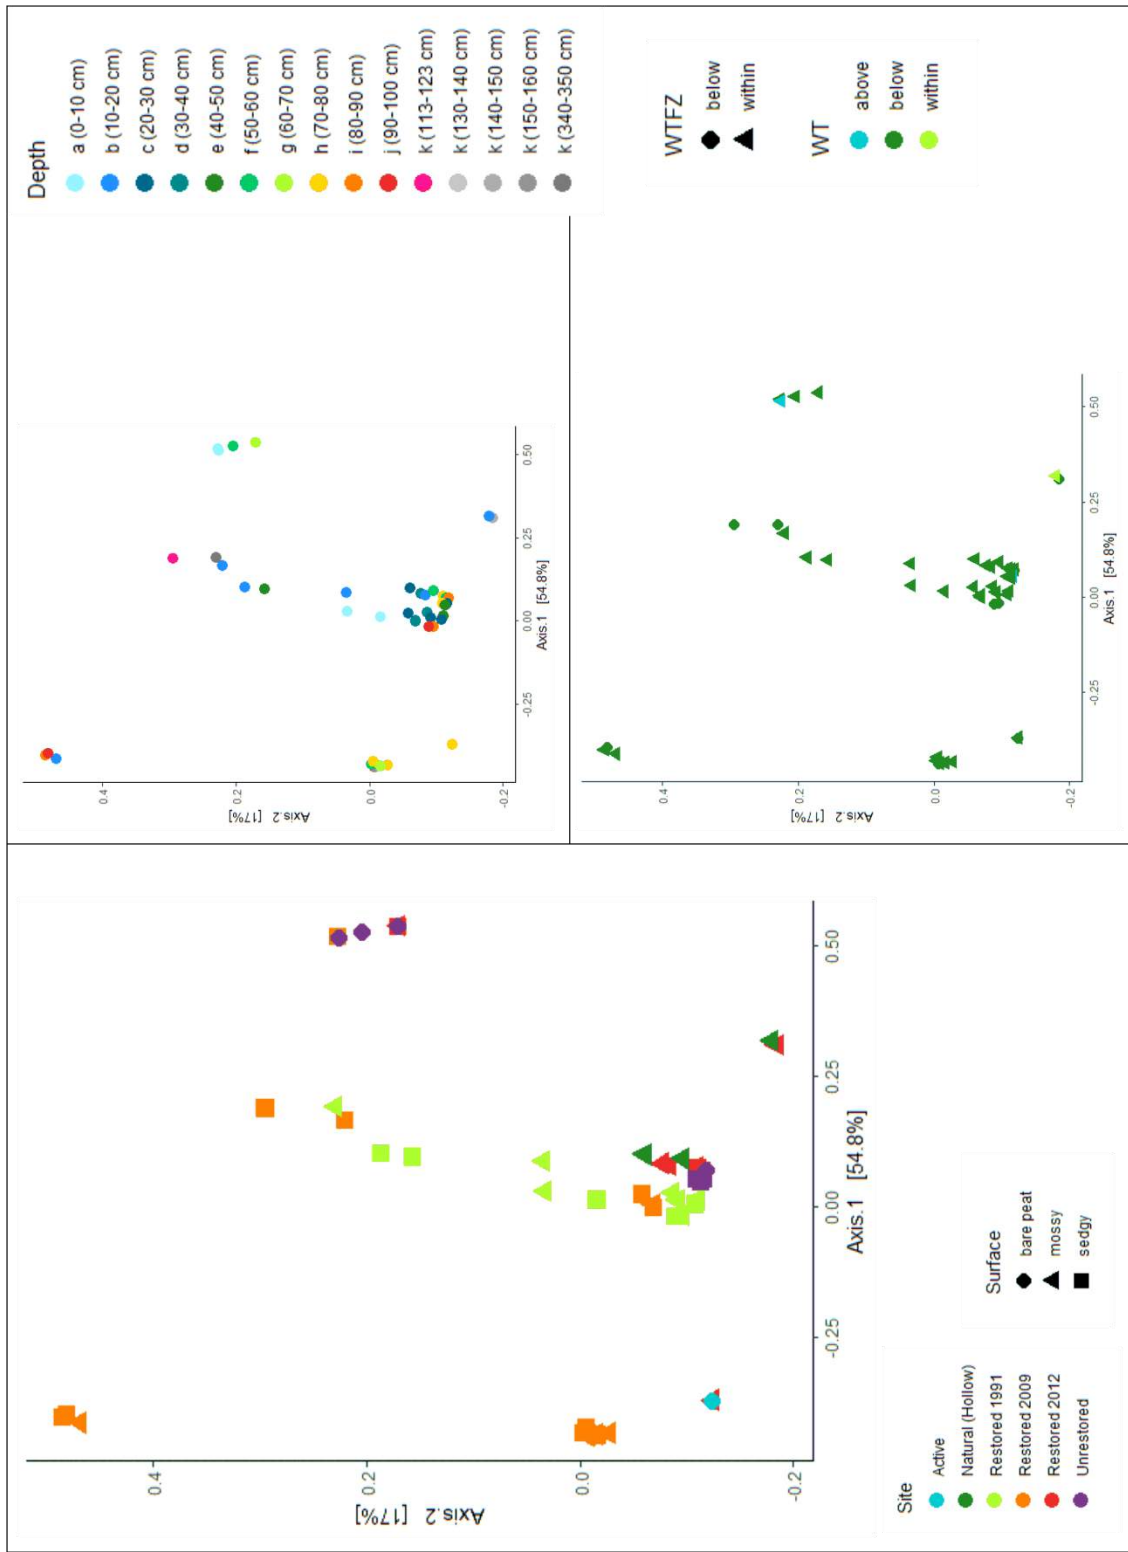 Axis.2 [17%]
0.4
0.2
0.0
-0.2
-0.25
0.00
0.25
0.50
Axis.1 [54.8%]
Site
Active
Natural (Hollow)
Restored 1991
Restored 2009
Restored 2012
Unrestored
Surface
bare peat
mossy
sedgy
Axis.2 [17%]
0.4
0.2
0.0
-0.2
-0.25
0.00
0.25
0.50
Axis.1 [54.8%]
Depth
a (0-10 cm)
b (10-20 cm)
c (20-30 cm)
d (30-40 cm)
e (40-50 cm)
f (50-60 cm)
g (60-70 cm)
h (70-80 cm)
i (80-90 cm)
j (90-100 cm)
k (113-123 cm)
k (130-140 cm)
k (140-150 cm)
k (150-160 cm)
k (340-350 cm)
Axis.2 [17%]
0.4
0.2
0.0
-0.2
-0.25
0.00
0.25
0.50
Axis.1 [54.8%]
WTFZ
below
within
WT
above
below
within